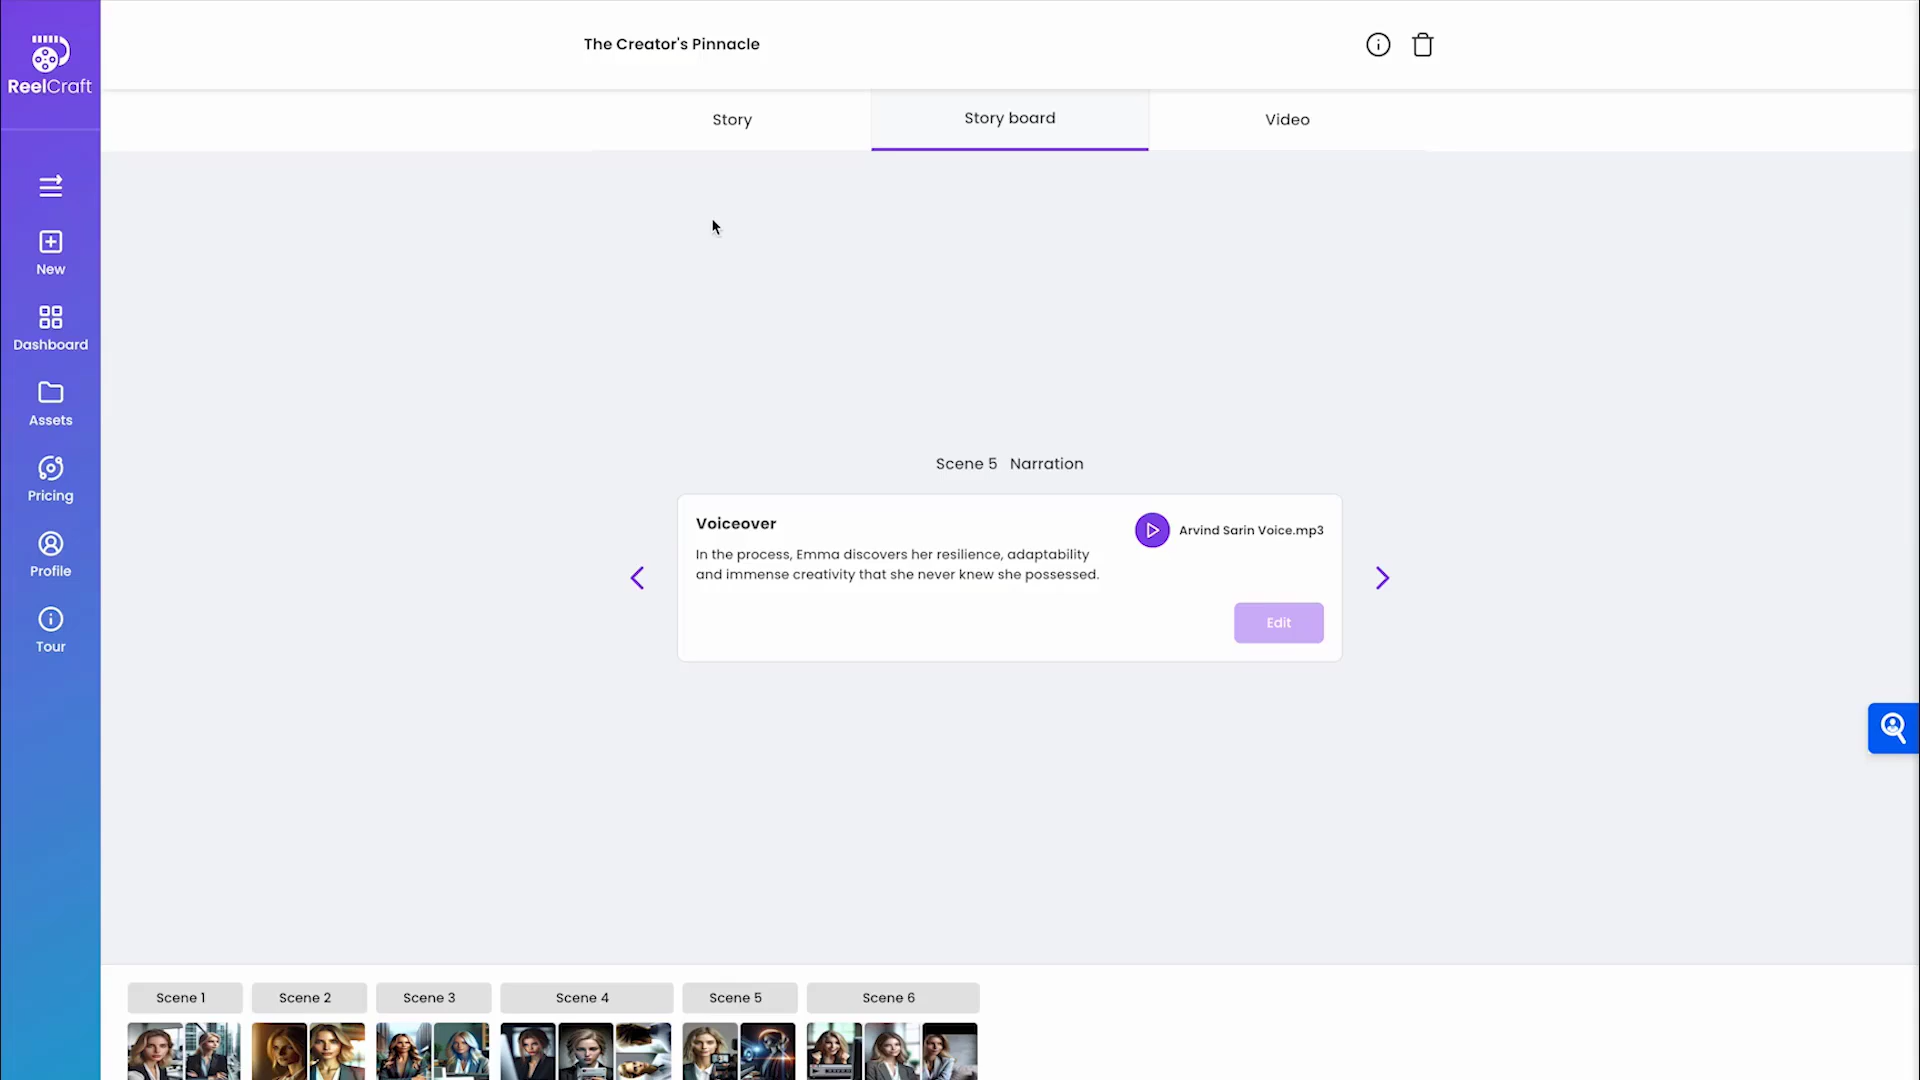 The Creator's Pinnacle
ReelCraft
Story
Story board
Video
New
Dashboard
Assets
Pricing
Profile
Tour
Scene 5 Narration
Voiceover
Arvind Sarin Voice.mp3
In the process, Emma discovers her resilience, adaptability
and immense creativity that she never knew she possessed.
Edit
Scene 1
Scene 2
Scene 3
Scene 4
Scene 5
Scene 6